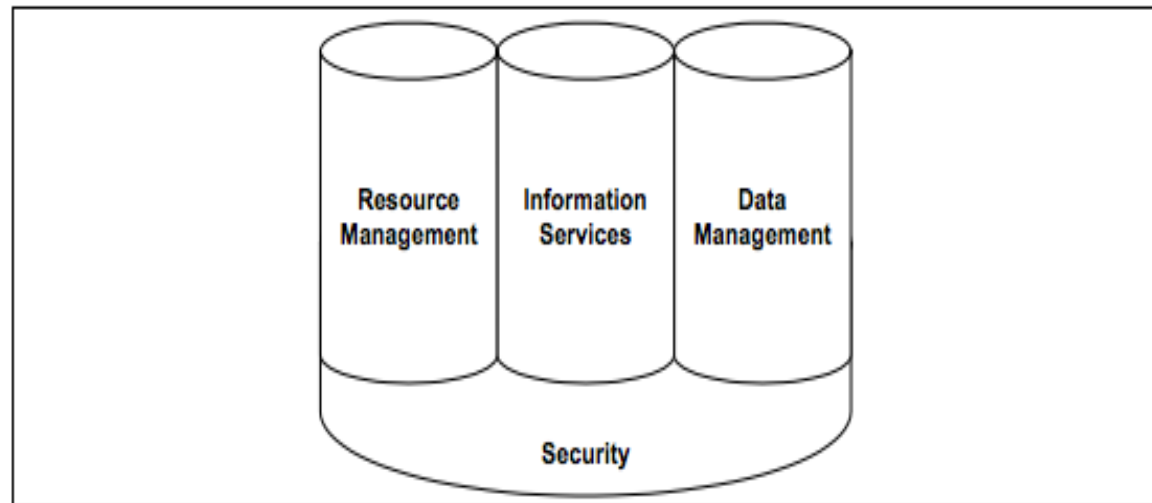 Resource
Management
Information
Services
Data
Management
Security